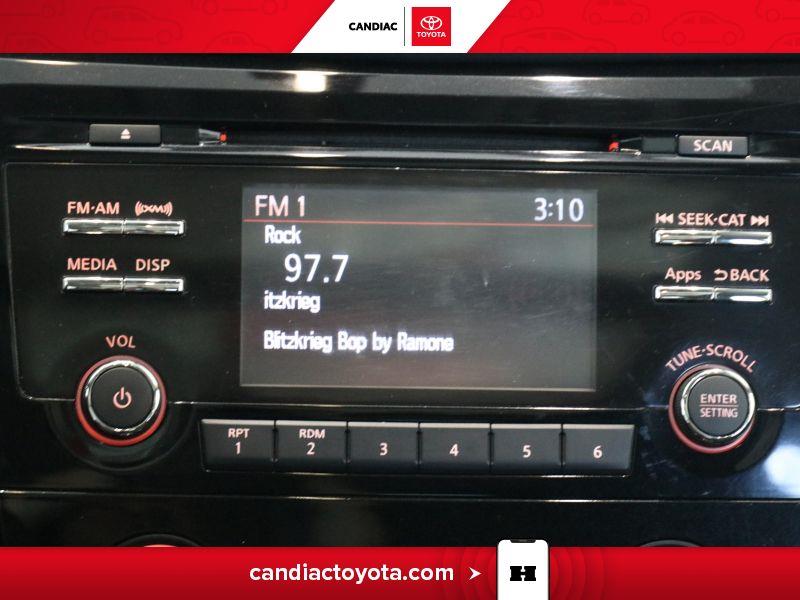 CANDIAC
TOYOTA
SCAN
FM·AM ((XM))
FM 1 3:10
SEEK·CAT
Rock
97.7
MEDIA DISP
Apps BACK
itzkrieg
Blitzkrieg Bop by Ramone
VOL
TUNE·SCROLL
ENTER
SETTING
RPT RDM
1 2 3 4 5 6
candiactoyota.com
H